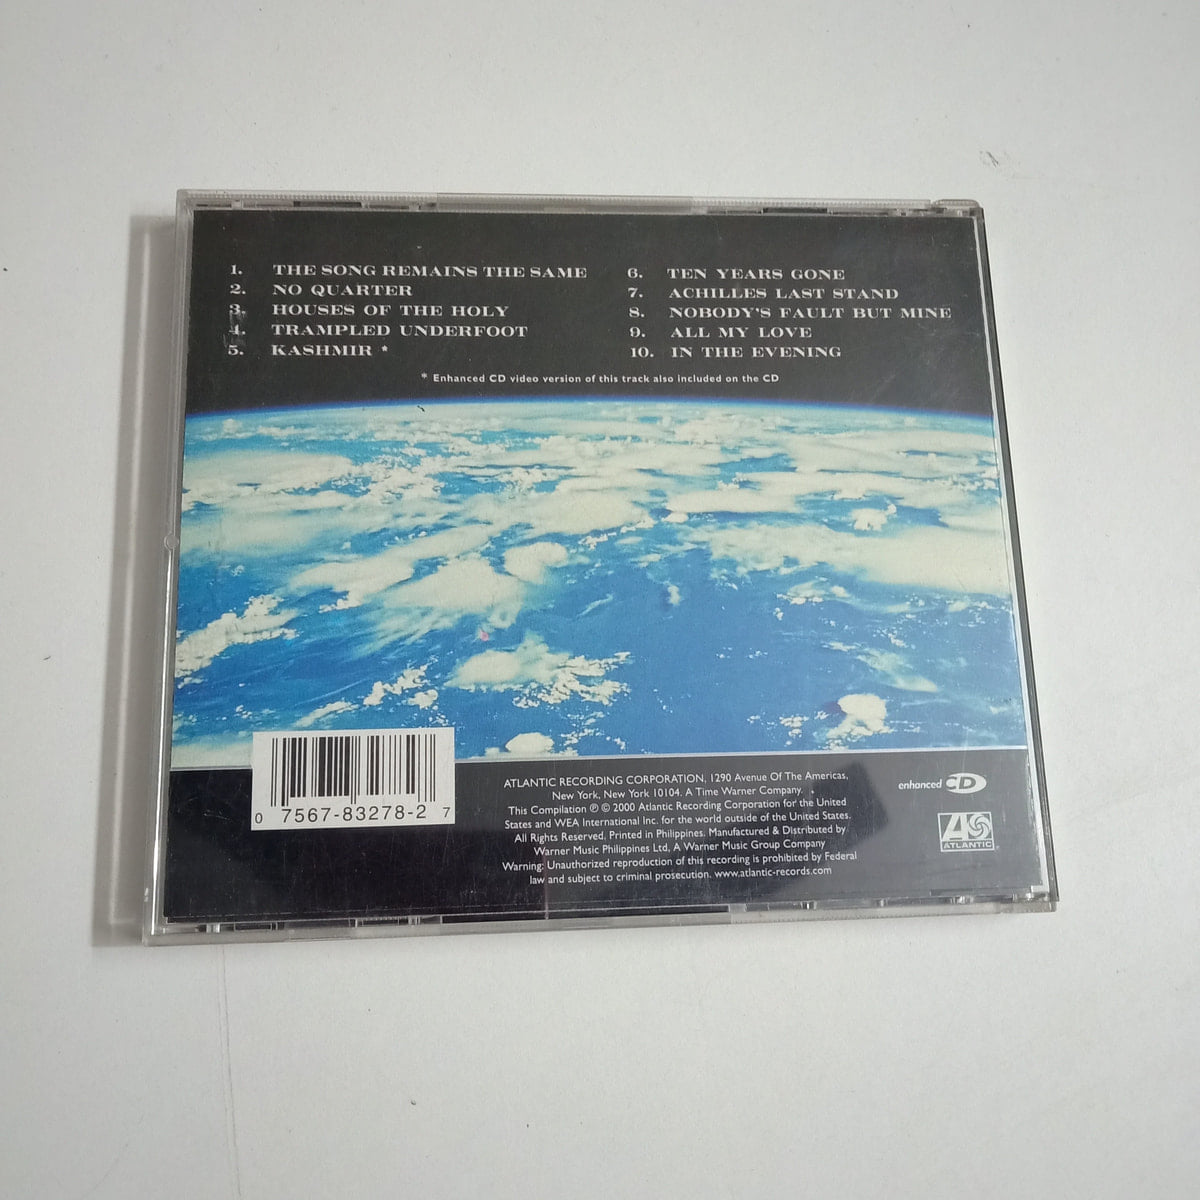 1. THE SONG REMAINS THE SAME
2. NO QUARTER
3. HOUSES OF THE HOLY
4. TRAMPLED UNDERFOOT
5. KASHMIR *
6. TEN YEARS GONE
7. ACHILLES LAST STAND
8. NOBODY'S FAULT BUT MINE
9. ALL MY LOVE
10. IN THE EVENING
* Enhanced CD video version of this track also included on the CD
0 7567-83278-2 7
ATLANTIC RECORDING CORPORATION, 1290 Avenue Of The Americas,
New York, New York 10104. A Time Warner Company.
This Compilation ℗ © 2000 Atlantic Recording Corporation for the United
States and WEA International Inc. for the world outside of the United States.
All Rights Reserved. Printed in Philippines. Manufactured & Distributed by
Warner Music Philippines Ltd, A Warner Music Group Company
Warning: Unauthorized reproduction of this recording is prohibited by Federal
law and subject to criminal prosecution. www.atlantic-records.com
enhanced CD
ATLANTIC